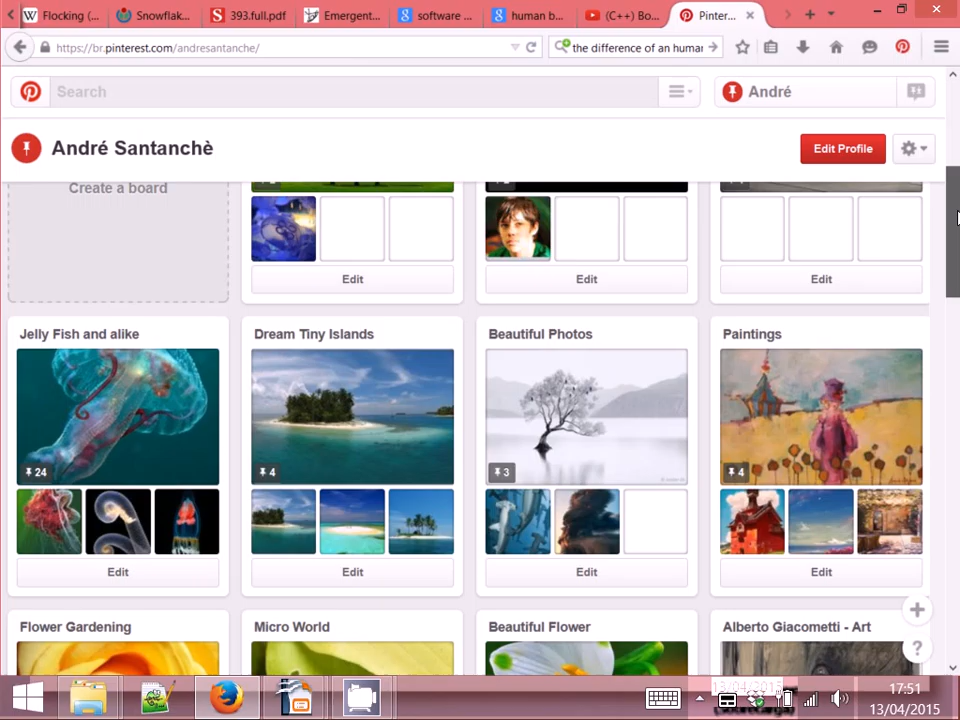 Flocking (...
Snowflak...
393.full.pdf
Emergent...
software ...
human b...
(C++) Bo...
Pinter...
https://br.pinterest.com/andresantanche/
the difference of an human
Search
André
André Santanchè
Edit Profile
Create a board
Edit
Edit
Edit
Jelly Fish and alike
Dream Tiny Islands
Beautiful Photos
Paintings
24
4
3
4
Edit
Edit
Edit
Edit
Flower Gardening
Micro World
Beautiful Flower
Alberto Giacometti - Art
+
?
17:51
13/04/2015